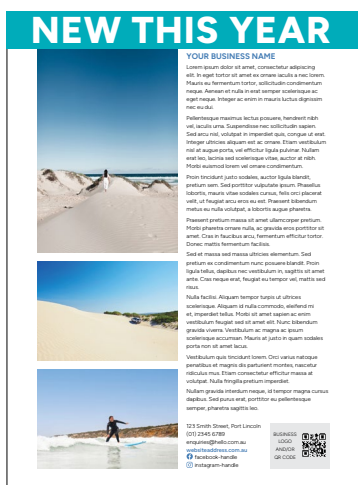 NEW THIS YEAR
YOUR BUSINESS NAME
Lorem ipsum dolor sit amet, consectetur adipiscing
elit. In eget tortor sit amet ex ornare iaculis a nec lorem.
Mauris eu fermentum tortor, sollicitudin condimentum
neque. Aenean et nulla in erat semper scelerisque ac
eget neque. Integer ac enim in mauris luctus dignissim
nec eu dui.
Pellentesque maximus lectus posuere, hendrerit nibh
vel, iaculis urna. Suspendisse nec sollicitudin sapien.
Sed arcu nisl, volutpat in imperdiet quis, congue ut erat.
Integer ultricies aliquam est ac ornare. Etiam vestibulum
nisl at augue porta, vel efficitur ligula pulvinar. Nullam
erat leo, lacinia sed scelerisque vitae, auctor at nibh.
Morbi euismod lorem vel ornare condimentum.
Proin tincidunt justo sodales, auctor ligula blandit,
pretium sem. Sed porttitor vulputate ipsum. Phasellus
lobortis, mauris vitae sodales cursus, felis orci placerat
velit, ut feugiat arcu eros eu est. Praesent bibendum
metus eu nulla volutpat, a lobortis augue pharetra.
Praesent pretium massa sit amet ullamcorper pretium.
Morbi pharetra ornare nulla, ac gravida eros porttitor sit
amet. Cras in faucibus arcu, fermentum efficitur tortor.
Donec mattis fermentum facilisis.
Sed et massa sed massa ultricies elementum. Sed
pretium ex condimentum nunc posuere blandit. Proin
ligula tellus, dapibus nec vestibulum in, sagittis sit amet
ante. Cras neque erat, feugiat eu tempor vel, mattis sed
risus.
Nulla facilisi. Aliquam tempor turpis ut ultrices
scelerisque. Aliquam id nulla commodo, eleifend mi
et, imperdiet tellus. Morbi sit amet sapien ac enim
vestibulum feugiat sed sit amet elit. Nunc bibendum
gravida viverra. Vestibulum ac magna ac ipsum
scelerisque accumsan. Mauris at justo in quam sodales
porta non sit amet lacus.
Vestibulum quis tincidunt lorem. Orci varius natoque
penatibus et magnis dis parturient montes, nascetur
ridiculus mus. Etiam consectetur efficitur massa at
volutpat. Nulla fringilla pretium imperdiet.
Nullam gravida interdum neque, id tempor magna cursus
dapibus. Sed purus erat, porttitor eu pellentesque
semper, pharetra sagittis leo.
123 Smith Street, Port Lincoln
(01) 2345 6789
enquiries@hello.com.au
websiteaddress.com.au
facebook-handle
instagram-handle
BUSINESS
LOGO
AND/OR
QR CODE